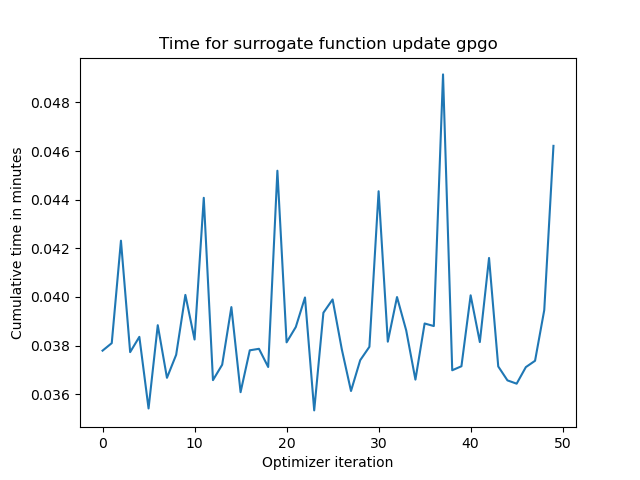 Time for surrogate function update gpgo
Cumulative time in minutes
0.048
0.046
0.044
0.042
0.040
0.038
0.036
0 10 20 30 40 50
Optimizer iteration